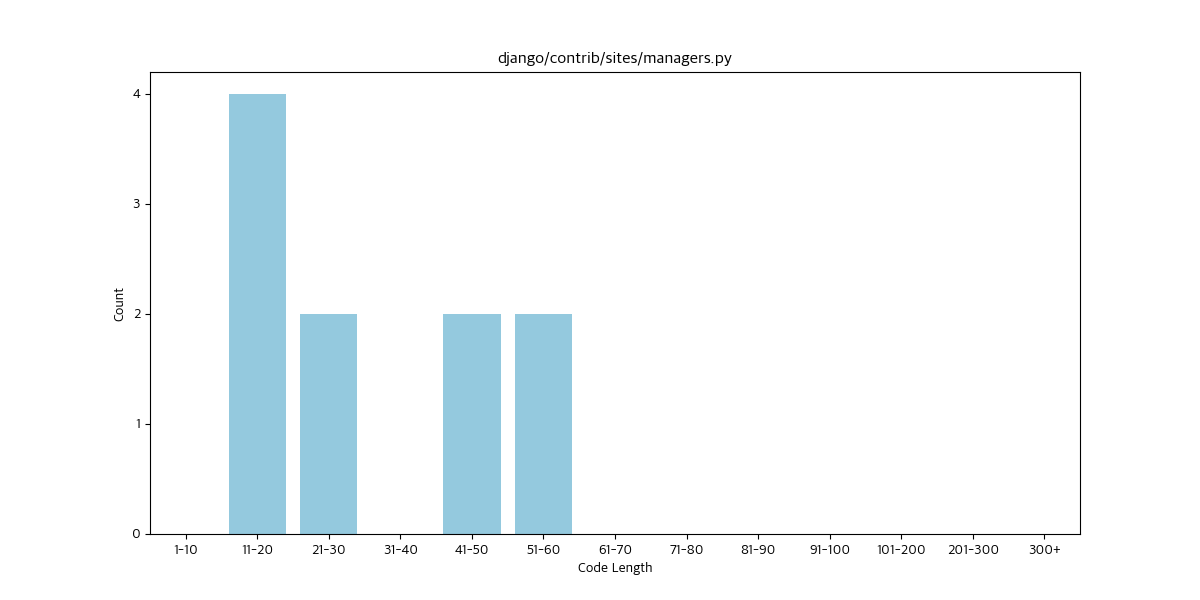 django/contrib/sites/managers.py
4
3
2
1
0
Count
1-10 11-20 21-30 31-40 41-50 51-60 61-70 71-80 81-90 91-100 101-200 201-300 300+
Code Length